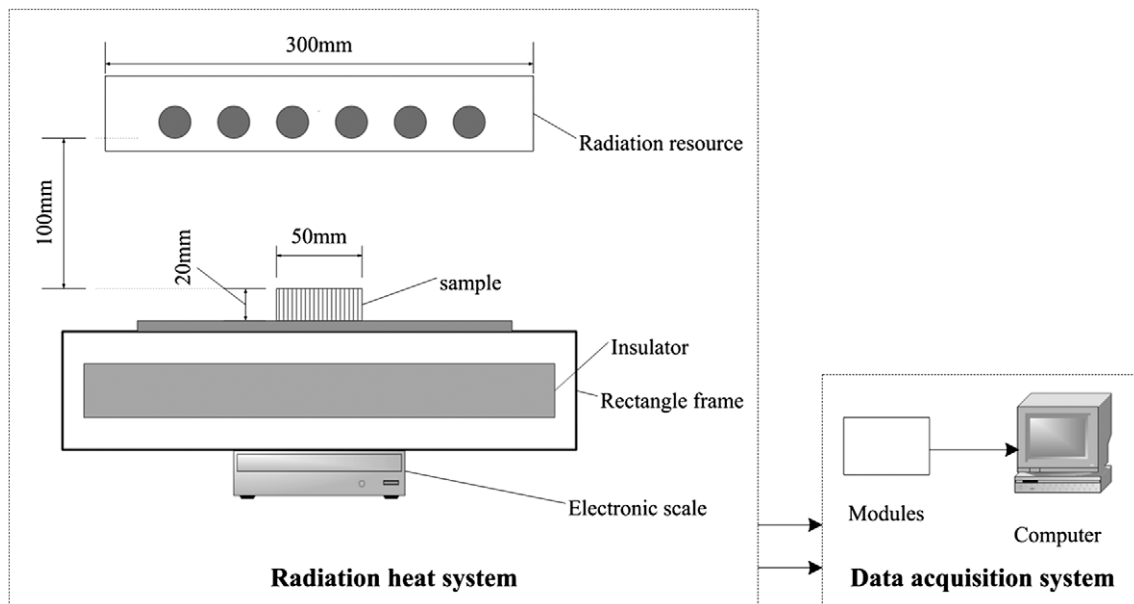 300mm
Radiation resource
100mm
50mm
20mm
sample
Insulator
Rectangle frame
Electronic scale
Modules
Computer
Radiation heat system
Data acquisition system